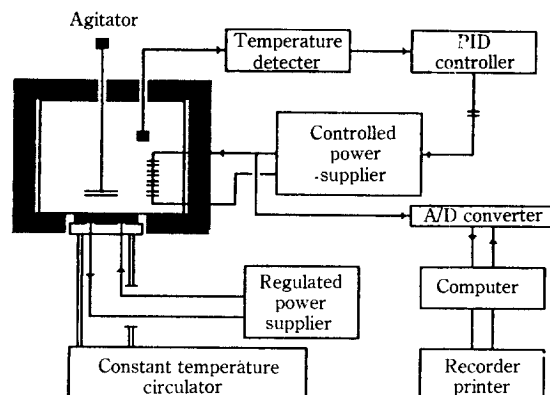 Agitator
Temperature
detecter
PID
controller
Controlled
power
-supplier
A/D converter
Regulated
power
supplier
Computer
Constant temperature
circulator
Recorder
printer